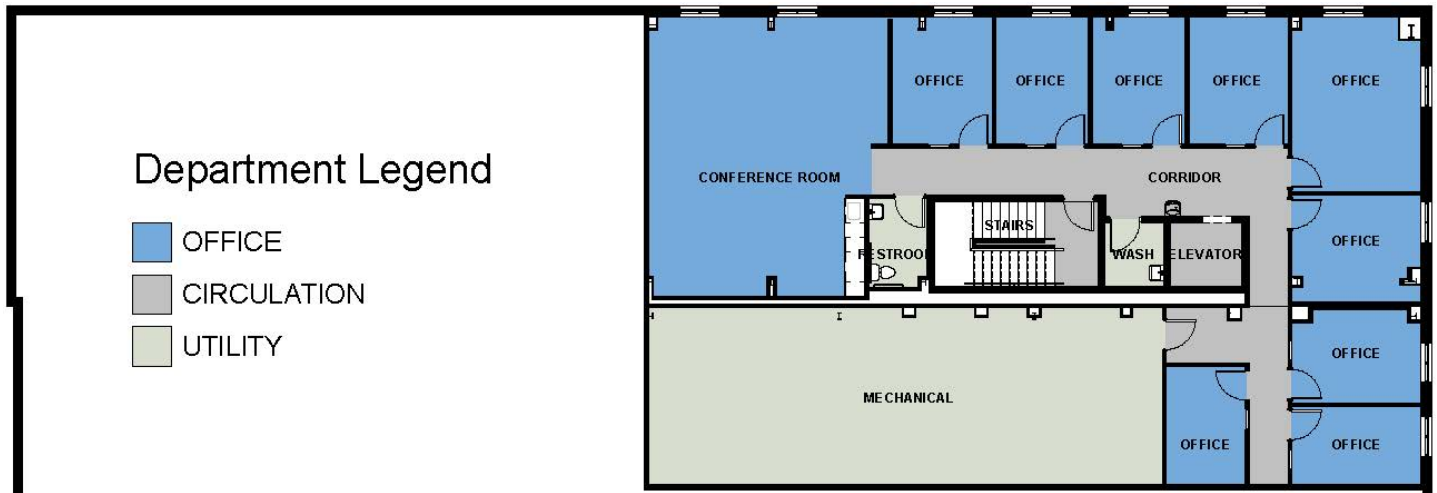 Department Legend
OFFICE
CIRCULATION
UTILITY
OFFICE
OFFICE
OFFICE
OFFICE
OFFICE
CONFERENCE ROOM
CORRIDOR
STAIRS
RESTROOM
WASH
ELEVATOR
OFFICE
OFFICE
MECHANICAL
OFFICE
OFFICE